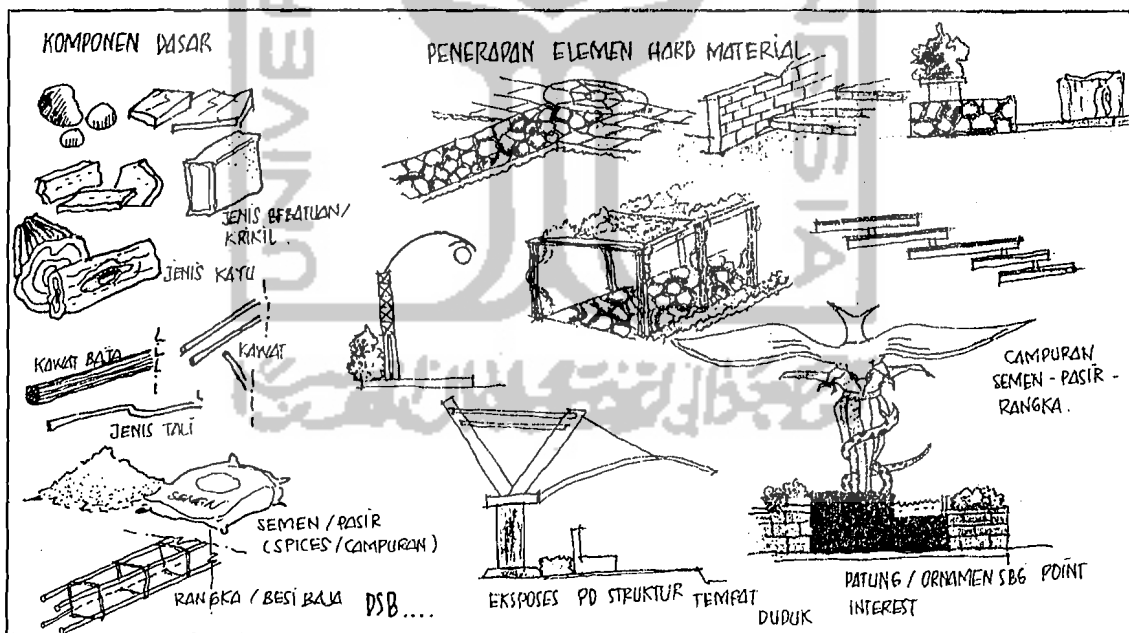 KOMPONEN DASAR
PENERAPAN ELEMEN HARD MATERIAL
JENIS BEBATUAN/
KRIKIL.
JENIS KAYU
KAWAT BAJA
KAWAT
JENIS TALI
SEMEN
SEMEN/PASIR
(SPICES/CAMPURAN)
RANGKA / BESI BAJA
DSB....
EKSPOSES PD STRUKTUR
TEMPAT
DUDUK
CAMPURAN
SEMEN - PASIR -
RANGKA.
PATUNG / ORNAMEN SBG POINT
INTEREST